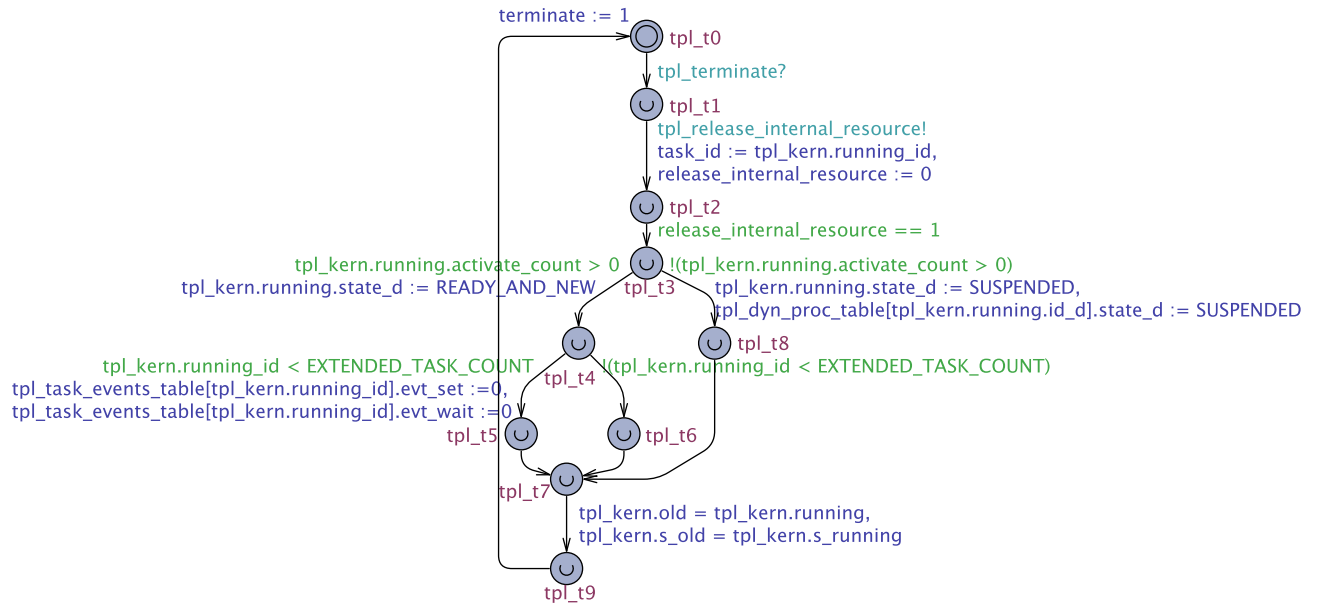 terminate := 1
tpl_t0
tpl_terminate?
tpl_t1
tpl_release_internal_resource!
task_id := tpl_kern.running_id,
release_internal_resource := 0
tpl_t2
release_internal_resource == 1
tpl_kern.running.activate_count > 0
!(tpl_kern.running.activate_count > 0)
tpl_kern.running.state_d := READY_AND_NEW
tpl_t3
tpl_kern.running.state_d := SUSPENDED,
tpl_dyn_proc_table[tpl_kern.running.id_d].state_d := SUSPENDED
tpl_t8
tpl_kern.running_id < EXTENDED_TASK_COUNT
!(tpl_kern.running_id < EXTENDED_TASK_COUNT)
tpl_t4
tpl_task_events_table[tpl_kern.running_id].evt_set :=0,
tpl_task_events_table[tpl_kern.running_id].evt_wait :=0
tpl_t5
tpl_t6
tpl_t7
tpl_kern.old = tpl_kern.running,
tpl_kern.s_old = tpl_kern.s_running
tpl_t9